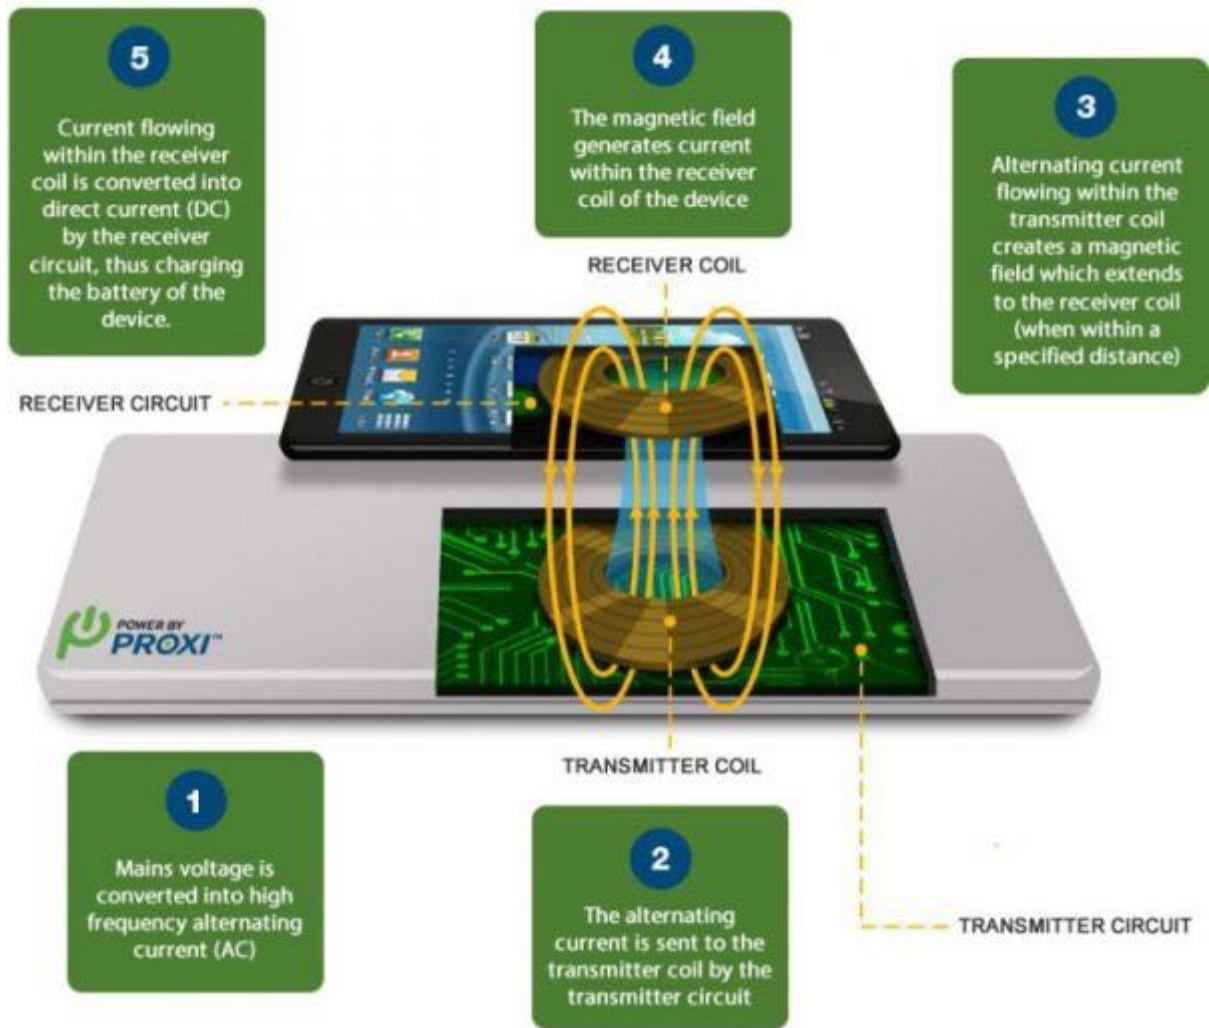 5
Current flowing
within the receiver
coil is converted into
direct current (DC)
by the receiver
circuit, thus charging
the battery of the
device.
4
The magnetic field
generates current
within the receiver
coil of the device
3
Alternating current
flowing within the
transmitter coil
creates a magnetic
field which extends
to the receiver coil
(when within a
specified distance)
RECEIVER COIL
RECEIVER CIRCUIT
POWER BY
PROXI™
TRANSMITTER COIL
1
Mains voltage is
converted into high
frequency alternating
current (AC)
2
The alternating
current is sent to the
transmitter coil by the
transmitter circuit
TRANSMITTER CIRCUIT